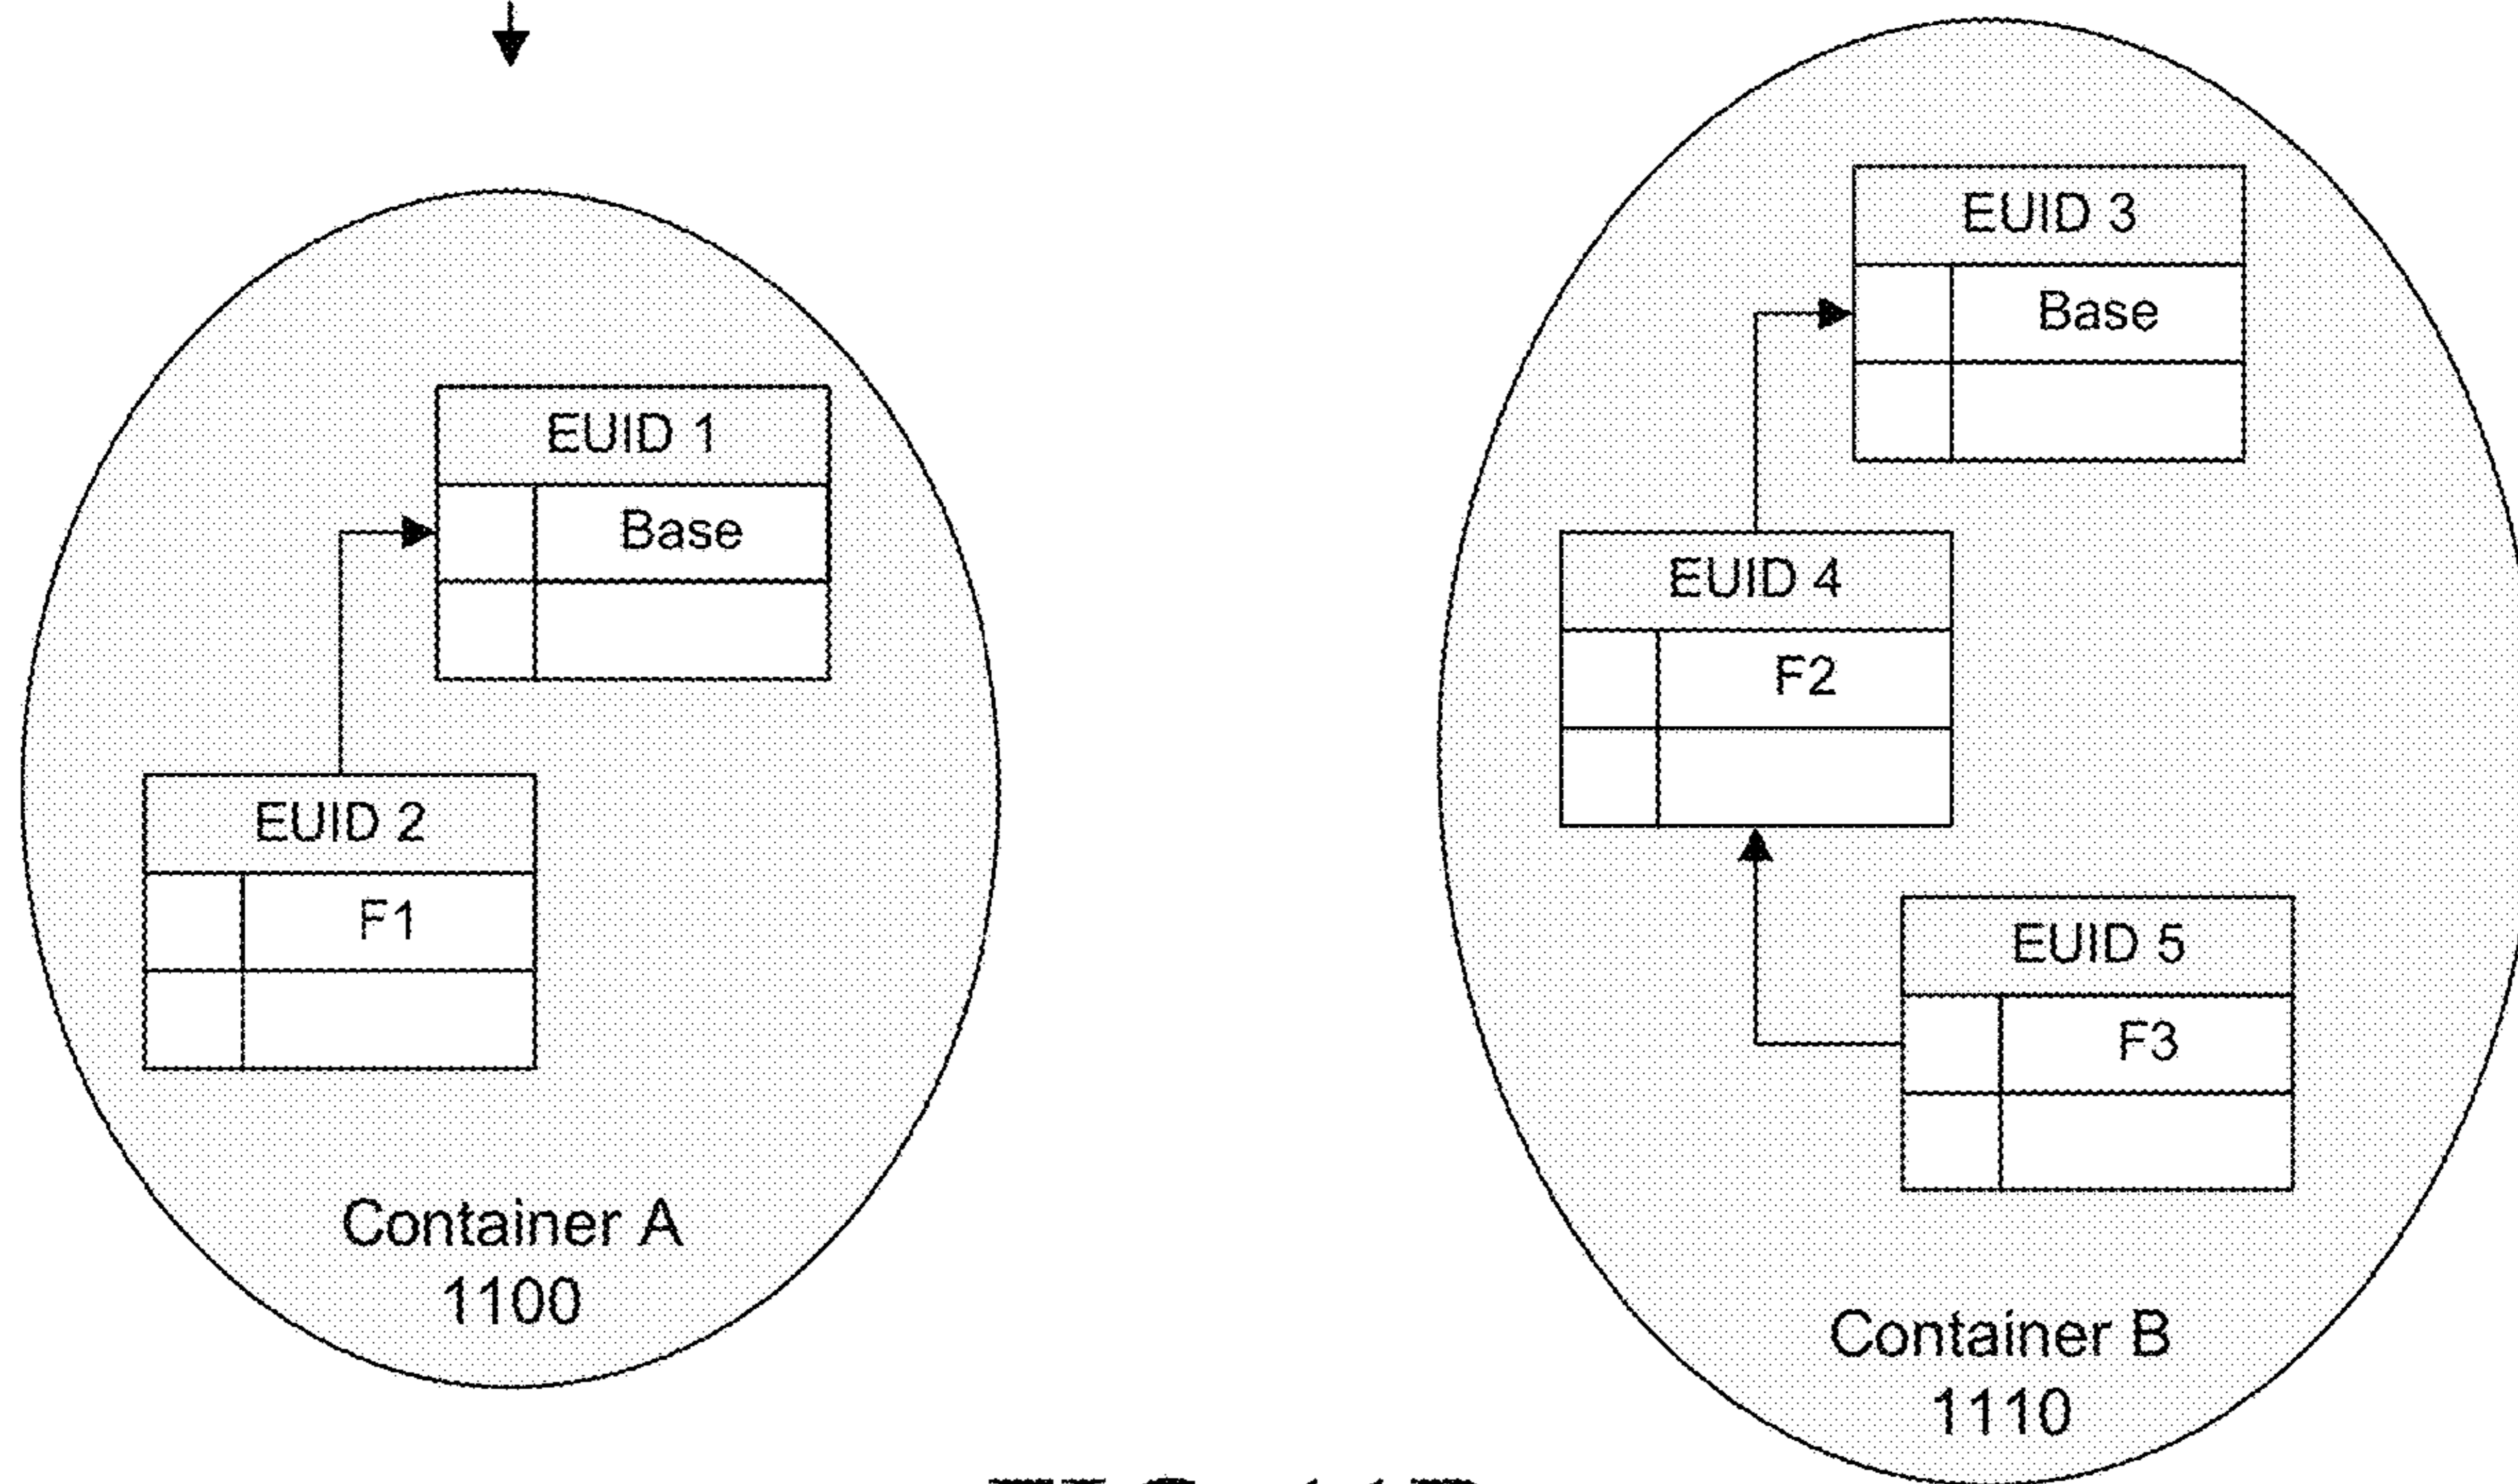 EUID 1
Base
EUID 2
F1
Container A
1100
EUID 3
Base
EUID 4
F2
EUID 5
F3
Container B
1110